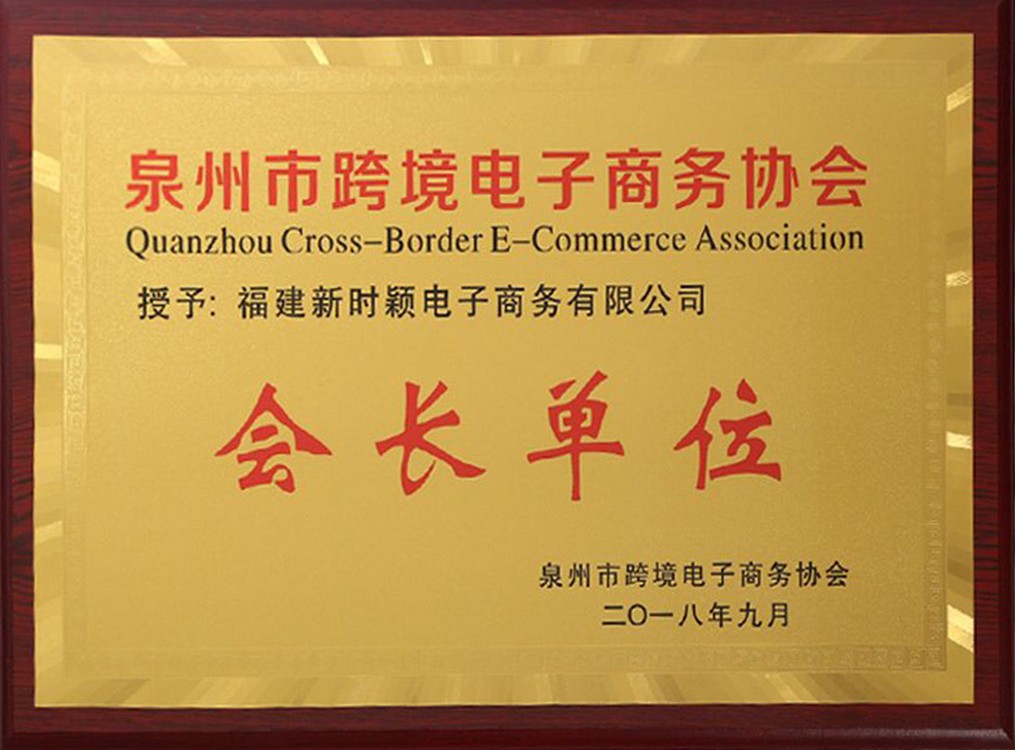 泉州市跨境电子商务协会
Quanzhou Cross-Border E-Commerce Association
授予: 福建新时颖电子商务有限公司
会长单位
泉州市跨境电子商务协会
二〇一八年九月